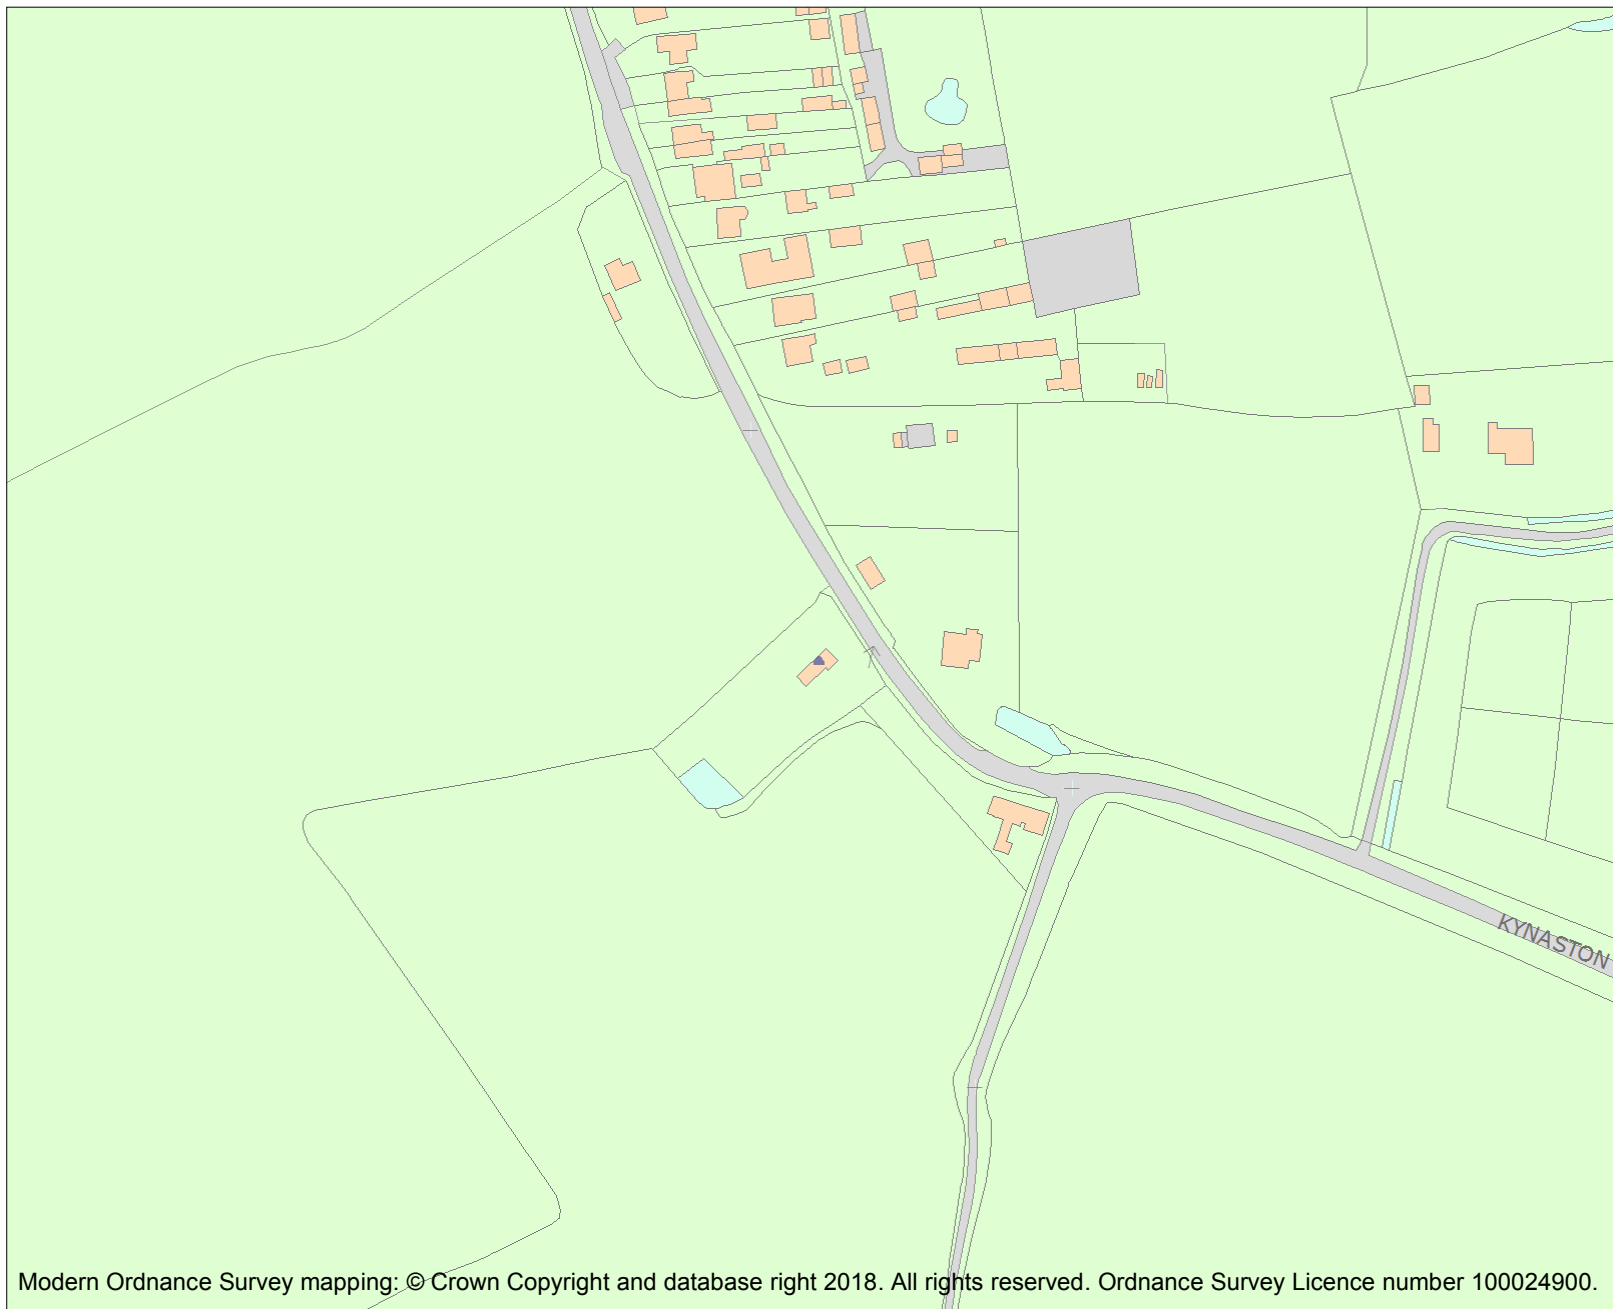 KYNASTON
Modern Ordnance Survey mapping: © Crown Copyright and database right 2018. All rights reserved. Ordnance Survey Licence number 100024900.